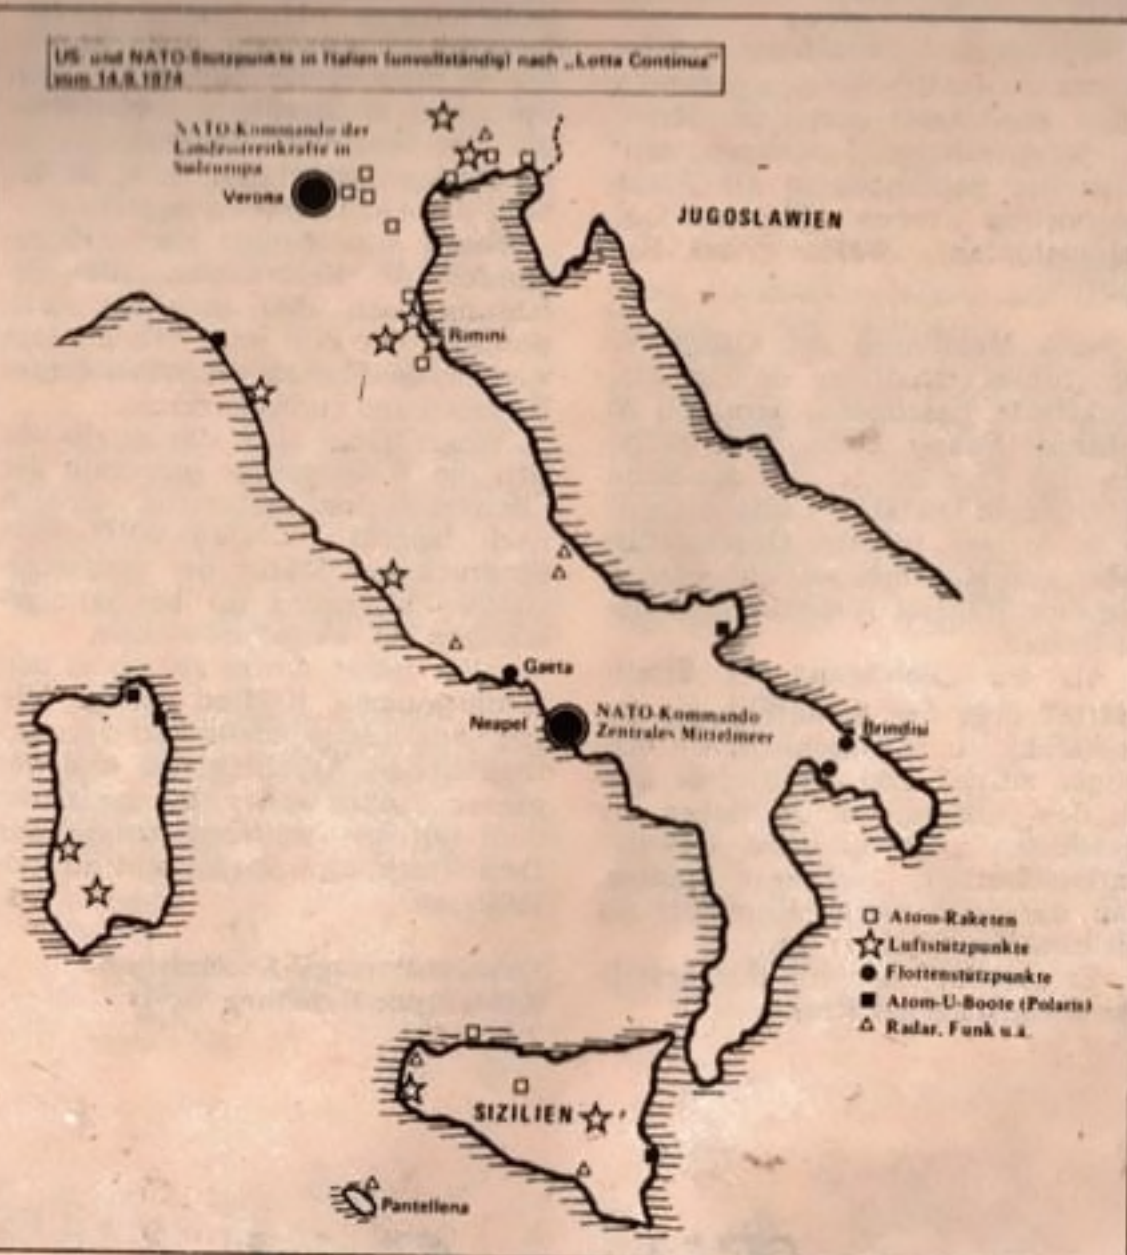 US- und NATO-Stützpunkte in Italien (unvollständig) nach „Lotta Continua"
vom 14.9.1974
NATO-Kommando der
Landesstreitkräfte in
Südeuropa
Verona
JUGOSLAWIEN
Rimini
Gaeta
Neapel
NATO-Kommando
Zentrales Mittelmeer
Brindisi
Atom-Raketen
Luftstützpunkte
Flottenstützpunkte
Atom-U-Boote (Polaris)
Radar, Funk u.a.
SIZILIEN
Pantellena